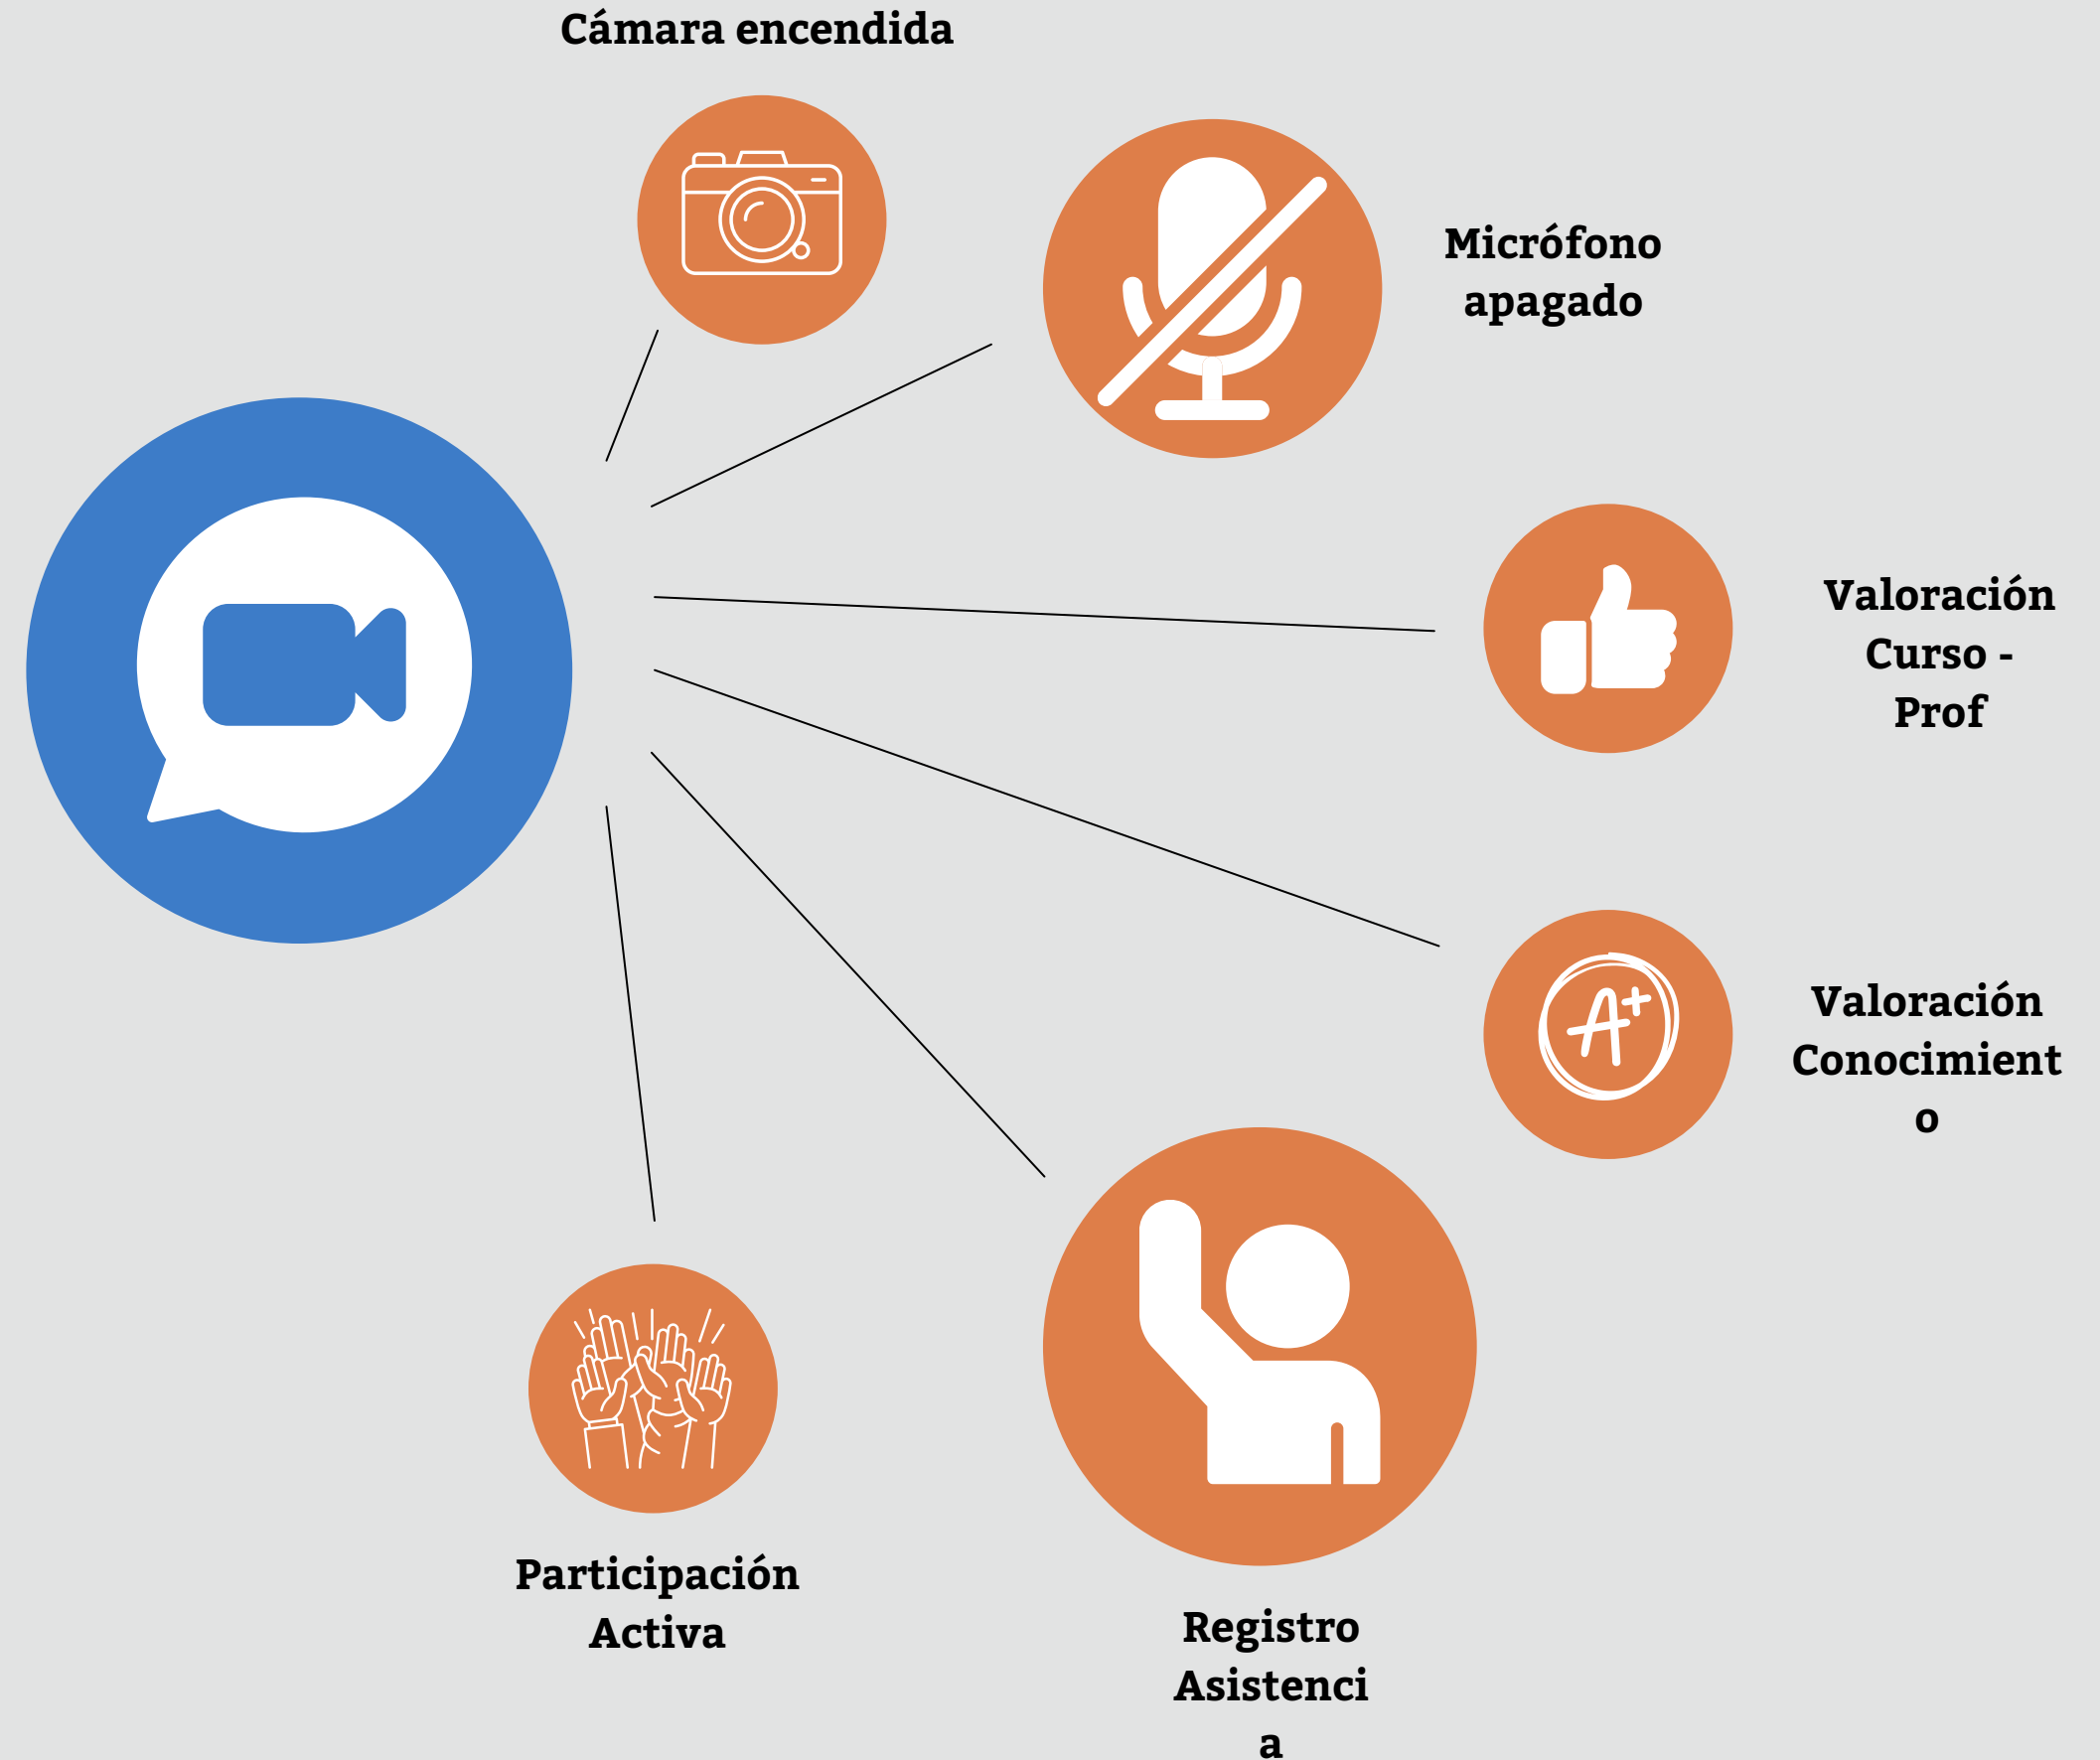 Cámara encendida
Micrófono
apagado
Valoración
Curso -
Prof
A+
Valoración
Conocimient
o
Participación
Activa
Registro
Asistenci
a